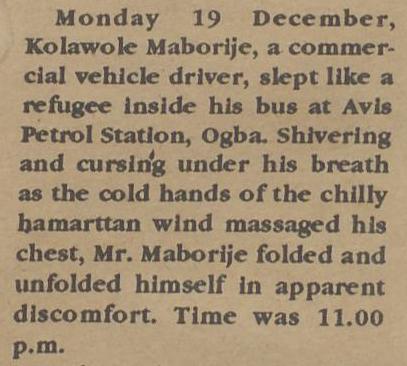 Monday 19 December,
Kolawole Maborije, a commer-
cial vehicle driver, slept like a
refugee inside his bus at Avis
Petrol Station, Ogba. Shivering
and cursing under his breath
as the cold hands of the chilly
hamarttan wind massaged his
chest, Mr. Maborije folded and
unfolded himself in apparent
discomfort. Time was 11.00
p.m.